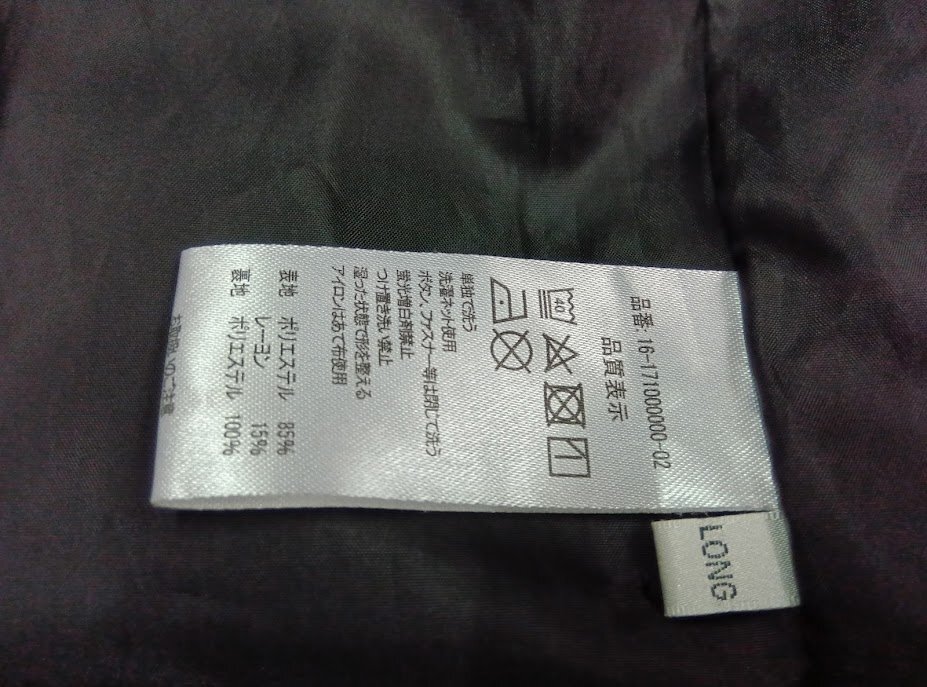 品番: 16-171000000-02
品質表示
40
単独で洗う
洗濯ネット使用
ボタン、ファスナー等は閉じて洗う
蛍光増白剤禁止
つけ置き洗い禁止
湿った状態で形を整える
アイロンはあて布使用
表地 ポリエステル 85%
レーヨン 15%
裏地 ポリエステル 100%
LONG